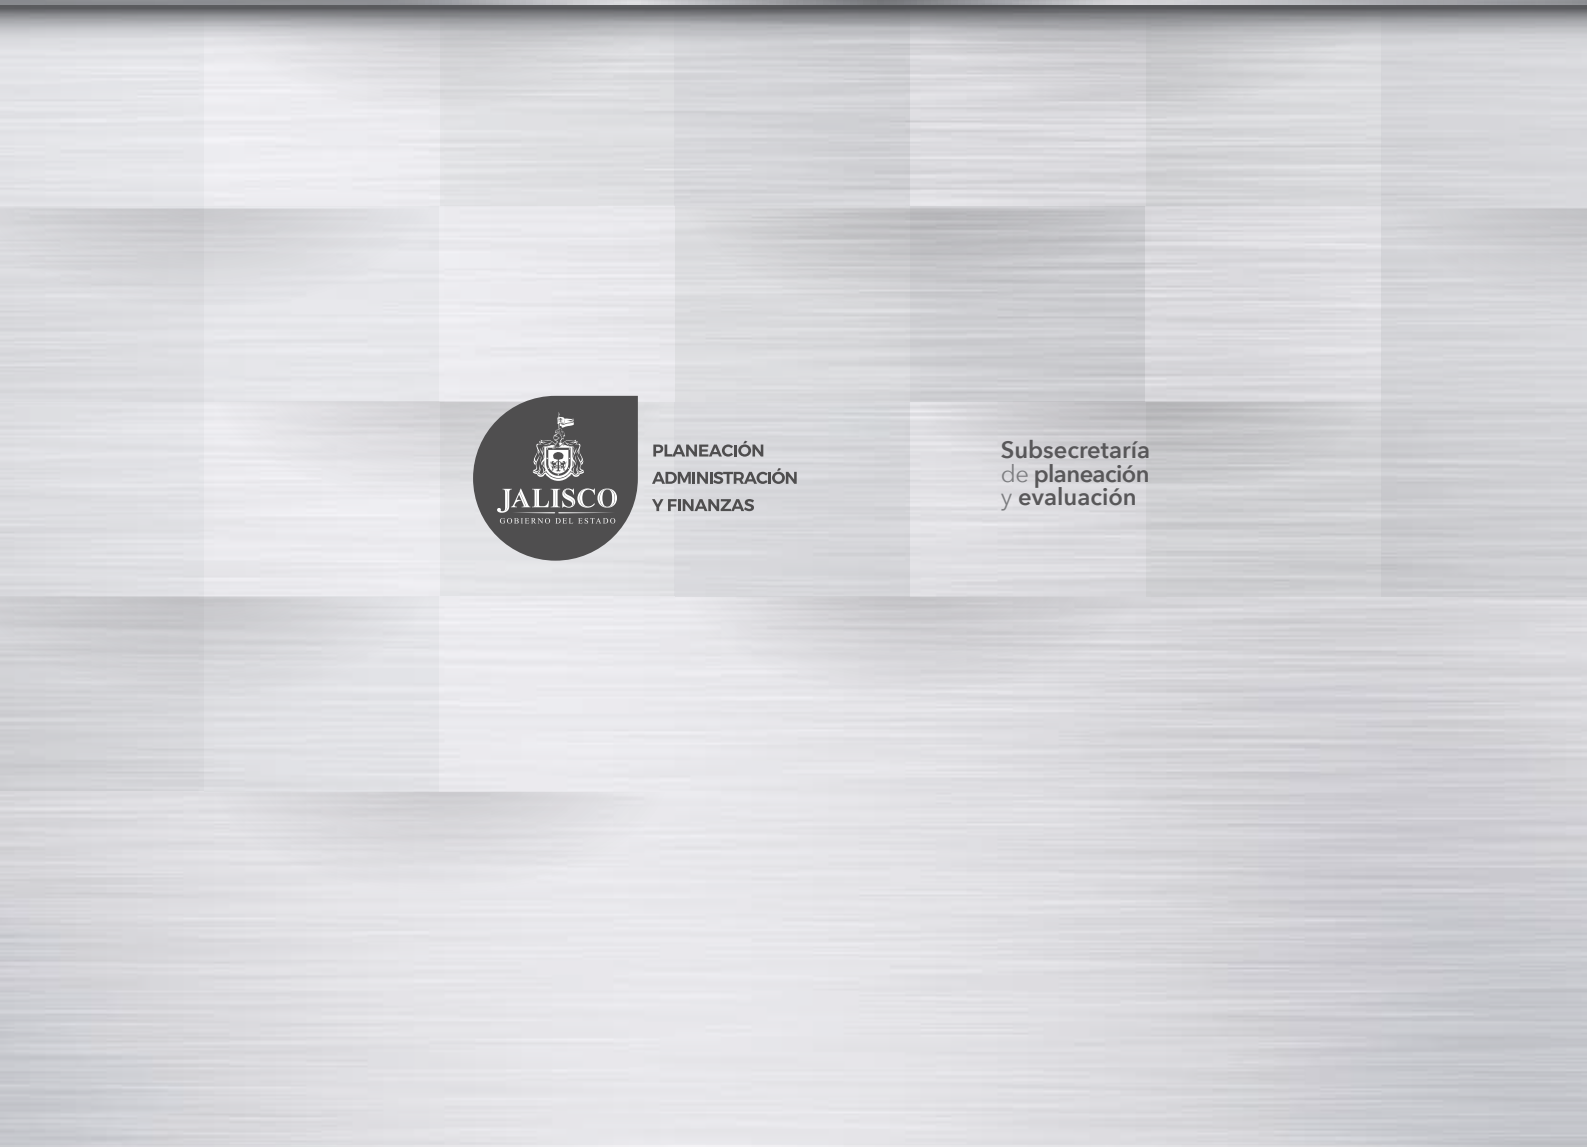 JALISCO
GOBIERNO DEL ESTADO
PLANEACIÓN
ADMINISTRACIÓN
Y FINANZAS
Subsecretaría
de planeación
y evaluación